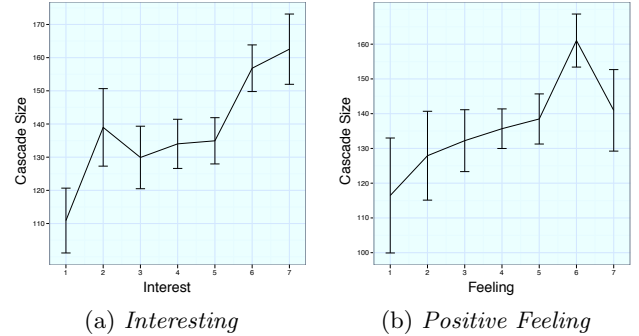 170
160
150
140
130
120
110
Cascade Size
1 2 3 4 5 6 7
Interest
(a) Interesting
160
150
140
130
120
110
100
Cascade Size
1 2 3 4 5 6 7
Feeling
(b) Positive Feeling